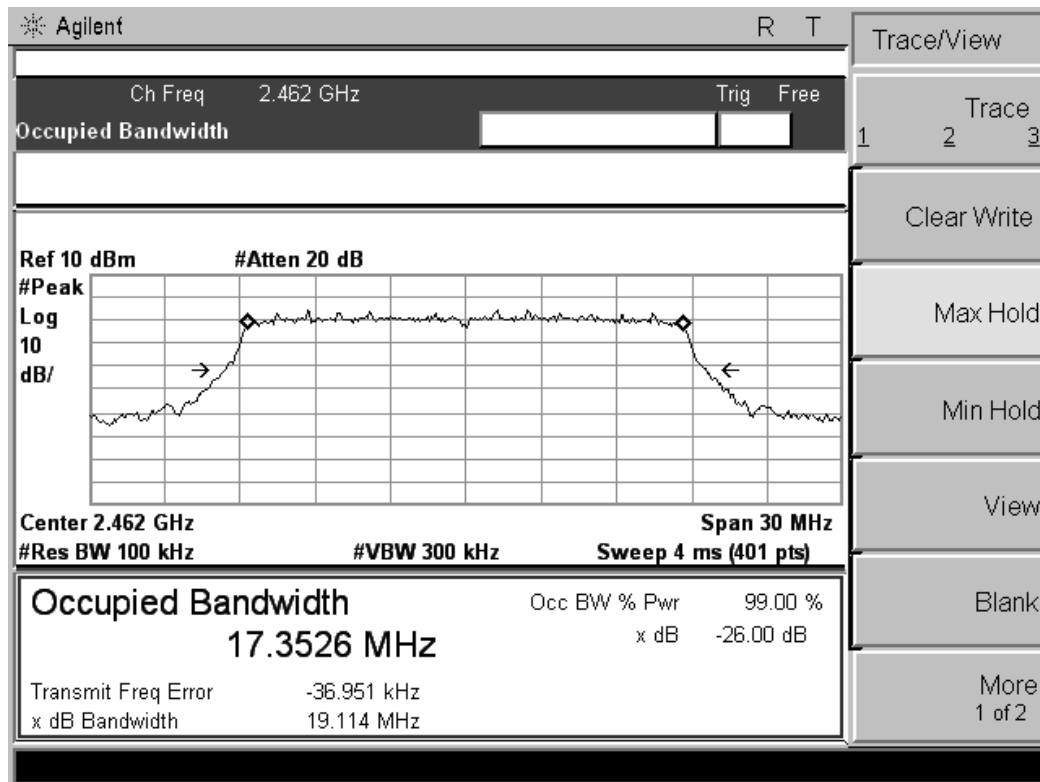 Agilent R T
Trace/View
Ch Freq 2.462 GHz Trig Free
Occupied Bandwidth
Trace
1 2 3
Clear Write
Ref 10 dBm #Atten 20 dB
#Peak
Log
10
dB/
Max Hold
Min Hold
Center 2.462 GHz Span 30 MHz
#Res BW 100 kHz #VBW 300 kHz Sweep 4 ms (401 pts)
View
Occupied Bandwidth Occ BW % Pwr 99.00 %
17.3526 MHz x dB -26.00 dB
Blank
Transmit Freq Error -36.951 kHz
x dB Bandwidth 19.114 MHz
More
1 of 2